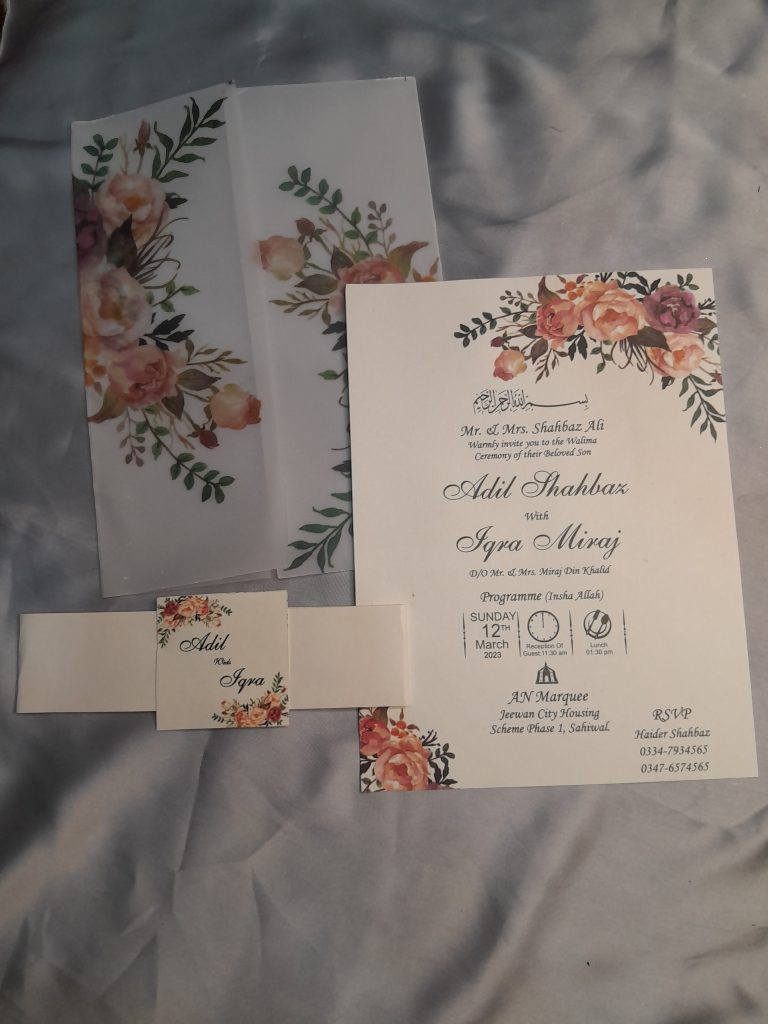 بسم الله الرحمن الرحيم
Mr. & Mrs. Shahbaz Ali
Warmly invite you to the Walima
Ceremony of their Beloved Son
Adil Shahbaz
With
Iqra Miraj
D/O Mr. & Mrs. Miraj Din Khalid
Programme (Insha Allah)
SUNDAY
12TH
March
2023
Reception Of
Guest 11:30 am
Lunch
01:30 pm
AN Marquee
Jeewan City Housing
Scheme Phase 1, Sahiwal.
RSVP
Haider Shahbaz
0334-7934565
0347-6574565
Adil
Weds
Iqra